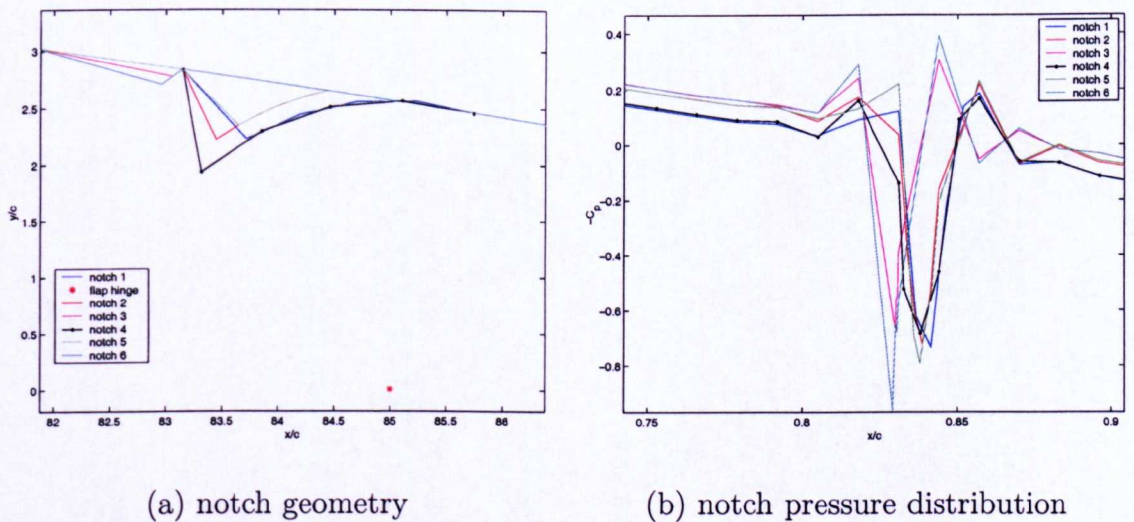 3
2.5
2
1.5
1
0.5
0
y/c
notch 1
flap hinge
notch 2
notch 3
notch 4
notch 5
notch 6
82 82.5 83 83.5 84 84.5 85 85.5 86
x/c
(a) notch geometry
0.4
0.2
0
−0.2
−0.4
−0.6
−0.8
−Cp
notch 1
notch 2
notch 3
notch 4
notch 5
notch 6
0.75 0.8 0.85 0.9
x/c
(b) notch pressure distribution